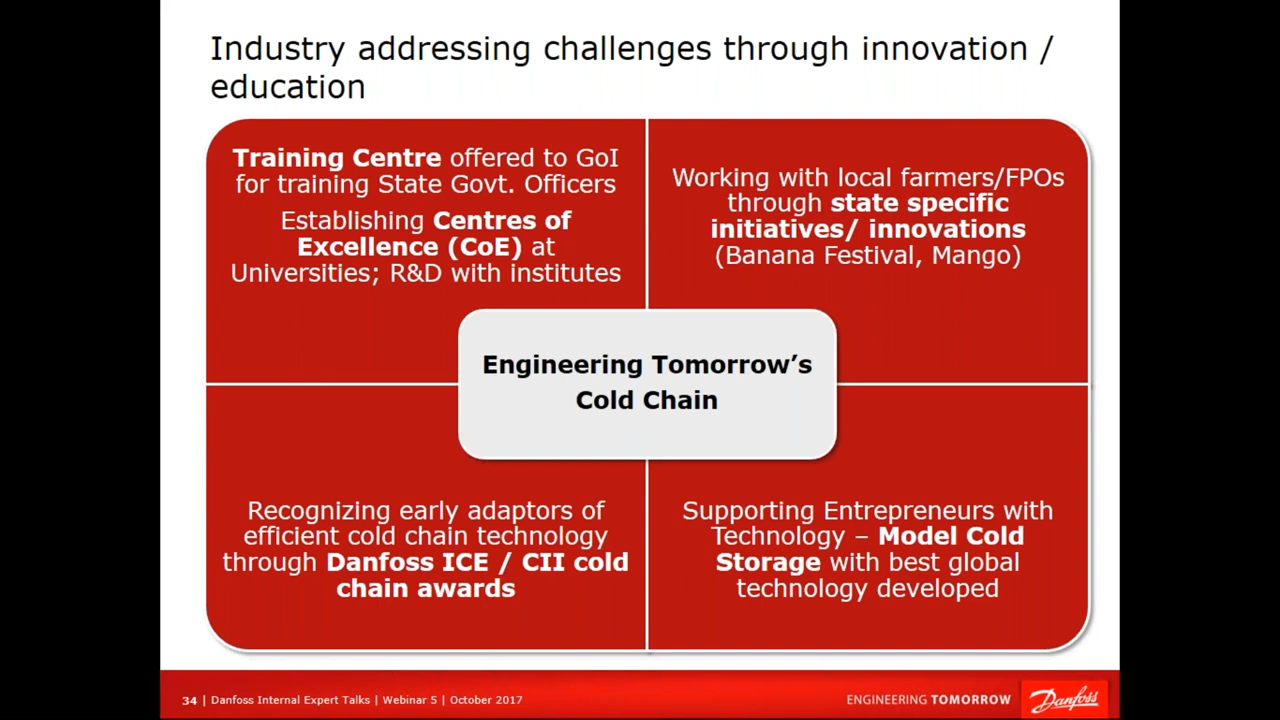 Industry addressing challenges through innovation /
education
Training Centre offered to GoI
for training State Govt. Officers
Establishing Centres of
Excellence (CoE) at
Universities; R&D with institutes
Working with local farmers/FPOs
through state specific
initiatives/ innovations
(Banana Festival, Mango)
Engineering Tomorrow’s
Cold Chain
Recognizing early adaptors of
efficient cold chain technology
through Danfoss ICE / CII cold
chain awards
Supporting Entrepreneurs with
Technology – Model Cold
Storage with best global
technology developed
34 | Danfoss Internal Expert Talks | Webinar 5 | October 2017
ENGINEERING TOMORROW
Danfoss